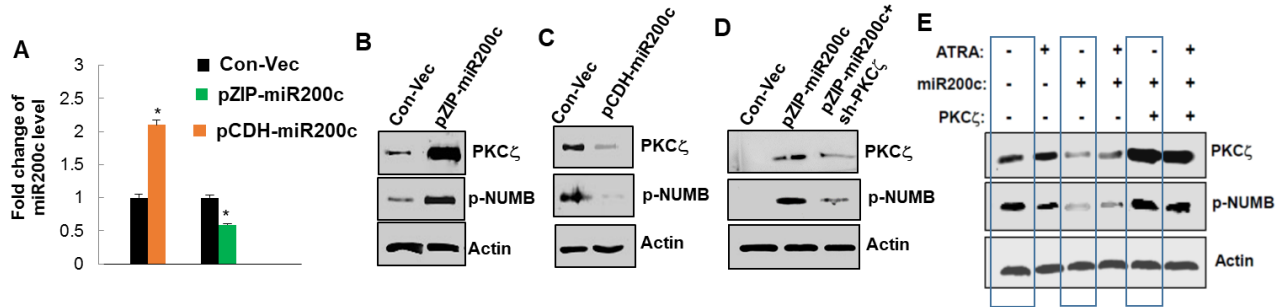 A
Fold change of
miR200c level
3
2.5
2
1.5
1
0.5
0
*
*
Con-Vec
pZIP-miR200c
pCDH-miR200c
B
Con-Vec
pZIP-miR200c
PKCζ
p-NUMB
Actin
C
Con-Vec
pCDH-miR200c
PKCζ
p-NUMB
Actin
D
Con-Vec
pZIP-miR200c
pZIP-miR200c+
sh-PKCζ
PKCζ
p-NUMB
Actin
E
ATRA: - + - + - +
miR200c: - - + + + +
PKCζ: - - - - + +
PKCζ
p-NUMB
Actin